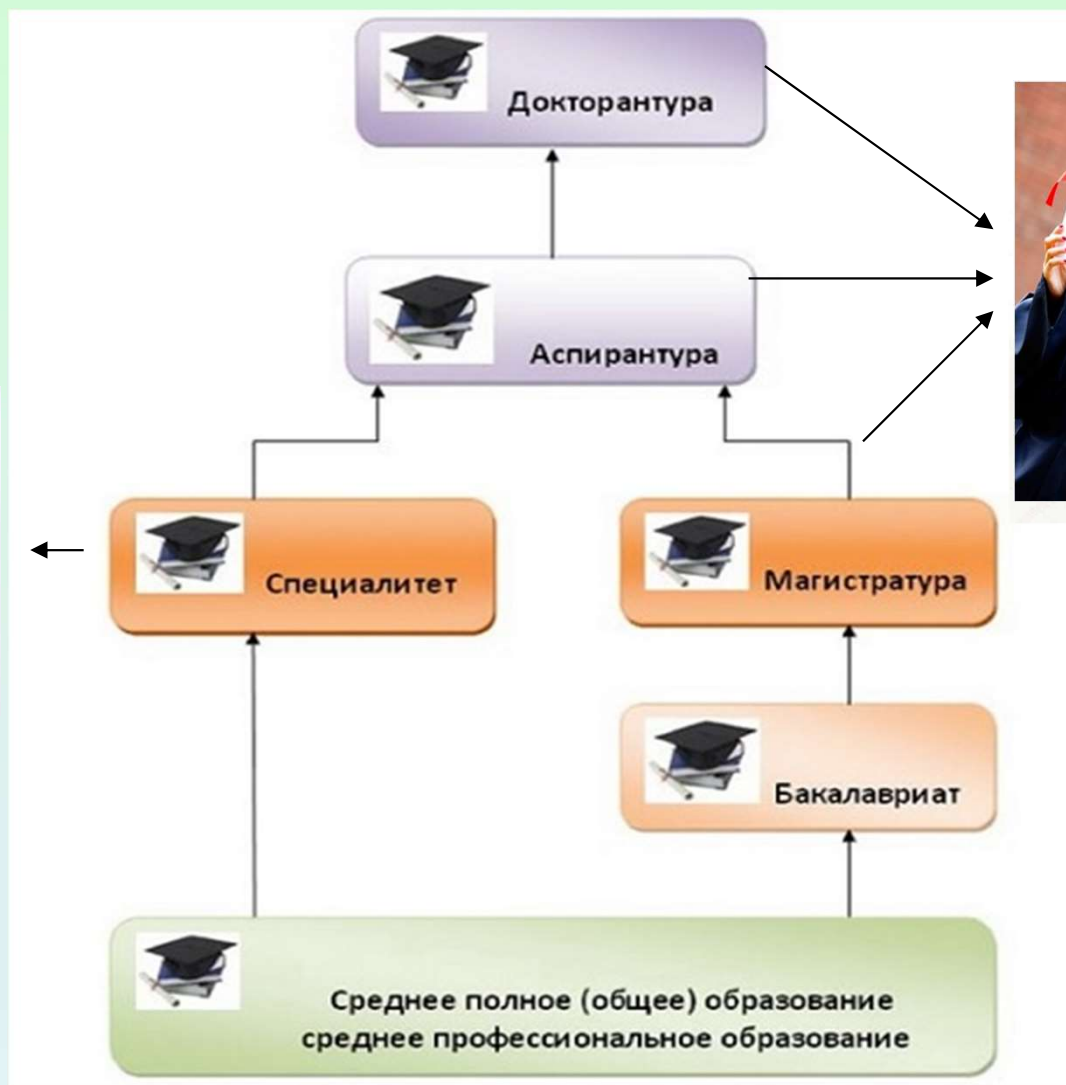 Докторантура
Аспирантура
Специалитет
Магистратура
Бакалавриат
Среднее полное (общее) образование
среднее профессиональное образование